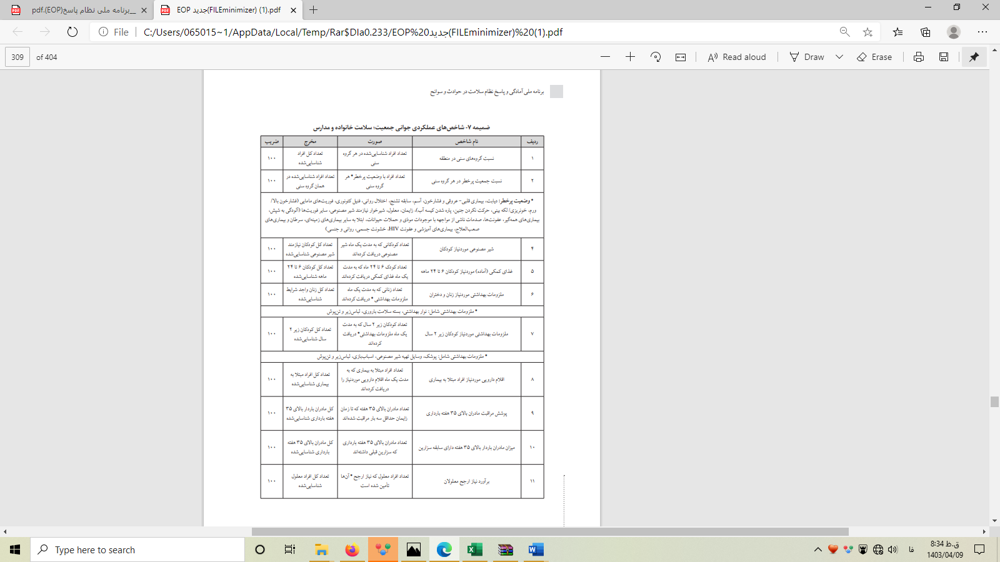 برنامه ملی نظام پاسخ(EOP).pdf
EOP جدید(FILEminimizer) (1).pdf
File
C:/Users/065015~1/AppData/Local/Temp/Rar$DIa0.233/EOP%20جدید(FILEminimizer)%20(1).pdf
309 of 404
Read aloud
Draw
Erase
برنامه ملی آمادگی و پاسخ نظام سلامت در حوادث و سوانح
ضمیمه ۷- شاخص‌های عملکردی جوانی جمعیت؛ سلامت خانواده و مدارس
ردیف نام شاخص صورت مخرج ضریب
۱ نسبت گروه‌های سنی در منطقه تعداد افراد شناسایی‌شده در هر گروه سنی تعداد کل افراد شناسایی‌شده ۱۰۰
۲ نسبت جمعیت پرخطر در هر گروه سنی تعداد افراد با وضعیت پرخطر* هر گروه سنی تعداد افراد شناسایی‌شده در همان گروه سنی ۱۰۰
* وضعیت پرخطر: دیابت، بیماری قلبی- عروقی و فشارخون، آسم، سابقه تشنج، اختلال روانی، فنیل کتونوری، فوریت‌های مامایی (فشارخون بالا/
ورم، خونریزی/ لکه بینی، حرکت نکردن جنین، پاره شدن کیسه آب)، زایمان، معلول، شیرخوار نیازمند شیر مصنوعی، سایر فوریت‌ها (آلودگی به شپش،
بیماری‌های همه‌گیر، عفونت‌ها، صدمات ناشی از مواجهه با موجودات موذی و حملات حیوانات، ابتلا به سایر بیماری‌های زمینه‌ای، سرطان و بیماری‌های
صعب‌العلاج، بیماری‌های آمیزشی و عفونت HIV، خشونت جسمی، روانی و جنسی)
۴ شیر مصنوعی موردنیاز کودکان تعداد کودکانی که به مدت یک ماه شیر مصنوعی دریافت کرده‌اند تعداد کل کودکان نیازمند شیر مصنوعی شناسایی‌شده ۱۰۰
۵ غذای کمکی (آماده) موردنیاز کودکان ۶ تا ۲۴ ماهه تعداد کودک ۶ تا ۲۴ ماه که به مدت یک ماه غذای کمکی دریافت کرده‌اند تعداد کل کودکان ۶ تا ۲۴ ماهه شناسایی‌شده ۱۰۰
۶ ملزومات بهداشتی موردنیاز زنان و دختران تعداد زنانی که به مدت یک ماه ملزومات بهداشتی * دریافت کرده‌اند تعداد کل زنان واجد شرایط شناسایی‌شده ۱۰۰
* ملزومات بهداشتی شامل: نوار بهداشتی، بسته سلامت باروری، لباس‌زیر و تن‌پوش
۷ ملزومات بهداشتی موردنیاز کودکان زیر ۲ سال تعداد کودکان زیر ۲ سال که به مدت یک ماه ملزومات بهداشتی* دریافت کرده‌اند تعداد کل کودکان زیر ۲ سال شناسایی‌شده ۱۰۰
* ملزومات بهداشتی شامل: پوشک، وسایل تهیه شیر مصنوعی، اسباب‌بازی، لباس‌زیر و تن‌پوش
۸ اقلام دارویی موردنیاز افراد مبتلا به بیماری تعداد افراد مبتلا به بیماری که به مدت یک ماه اقلام دارویی موردنیاز را دریافت کرده‌اند تعداد کل افراد مبتلا به بیماری شناسایی‌شده ۱۰۰
۹ پوشش مراقبت مادران بالای ۳۵ هفته بارداری تعداد مادران بالای ۳۵ هفته که تا زمان زایمان حداقل سه بار مراقبت شده‌اند کل مادران باردار بالای ۳۵ هفته بارداری شناسایی‌شده ۱۰۰
۱۰ میزان مادران باردار بالای ۳۵ هفته دارای سابقه سزارین تعداد مادران بالای ۳۵ هفته بارداری که سزارین قبلی داشته‌اند کل مادران بالای ۳۵ هفته بارداری شناسایی‌شده ۱۰۰
۱۱ برآورد نیاز ارجح معلولان تعداد افراد معلول که نیاز ارجح * آن‌ها تأمین شده است تعداد کل افراد معلول شناسایی‌شده ۱۰۰
Type here to search
فا
8:34 ق.ظ
1403/04/09